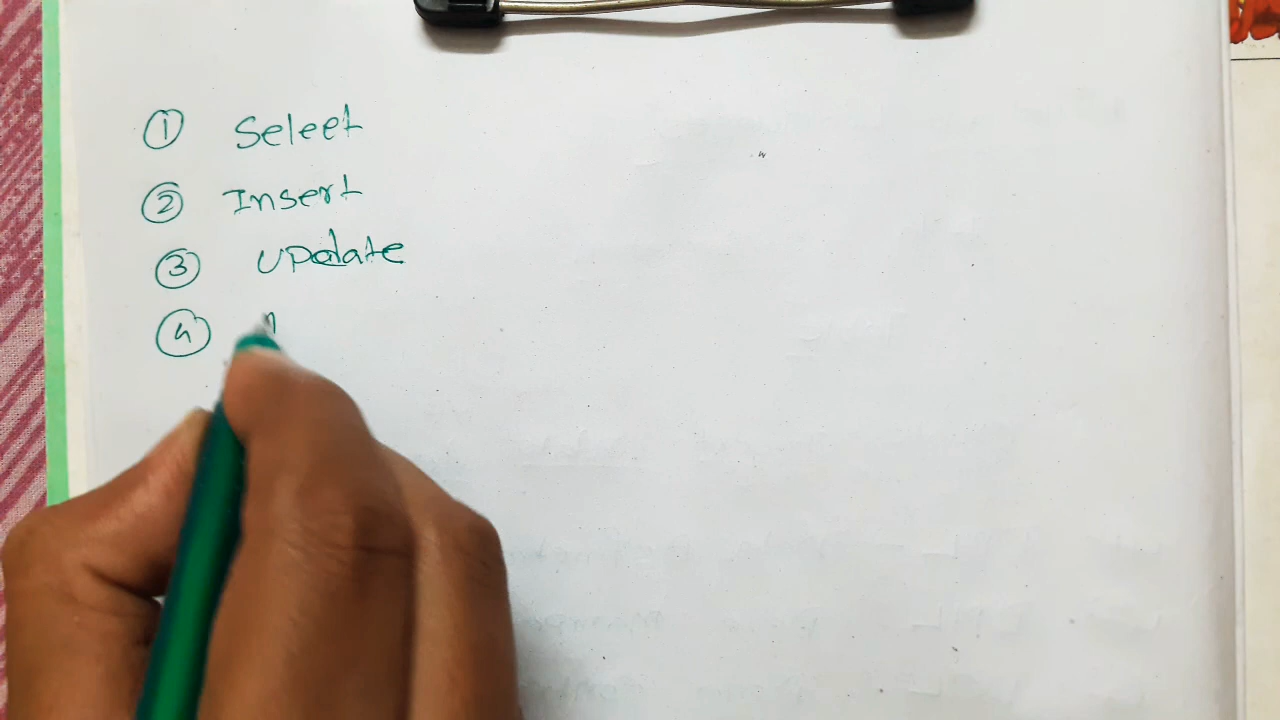 ① Select
② Insert
③ Update
④